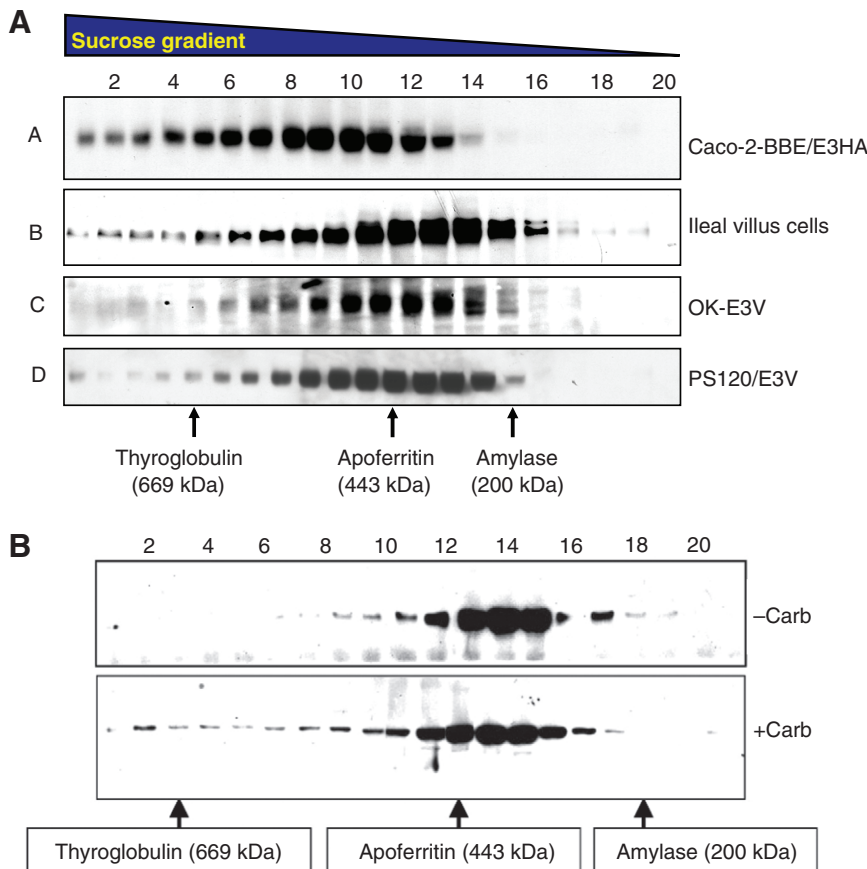 A
Sucrose gradient
2 4 6 8 10 12 14 16 18 20
A
Caco-2-BBE/E3HA
B
Ileal villus cells
C
OK-E3V
D
PS120/E3V
Thyroglobulin Apoferritin Amylase
(669 kDa) (443 kDa) (200 kDa)
B
2 4 6 8 10 12 14 16 18 20
–Carb
+Carb
Thyroglobulin (669 kDa) Apoferritin (443 kDa) Amylase (200 kDa)